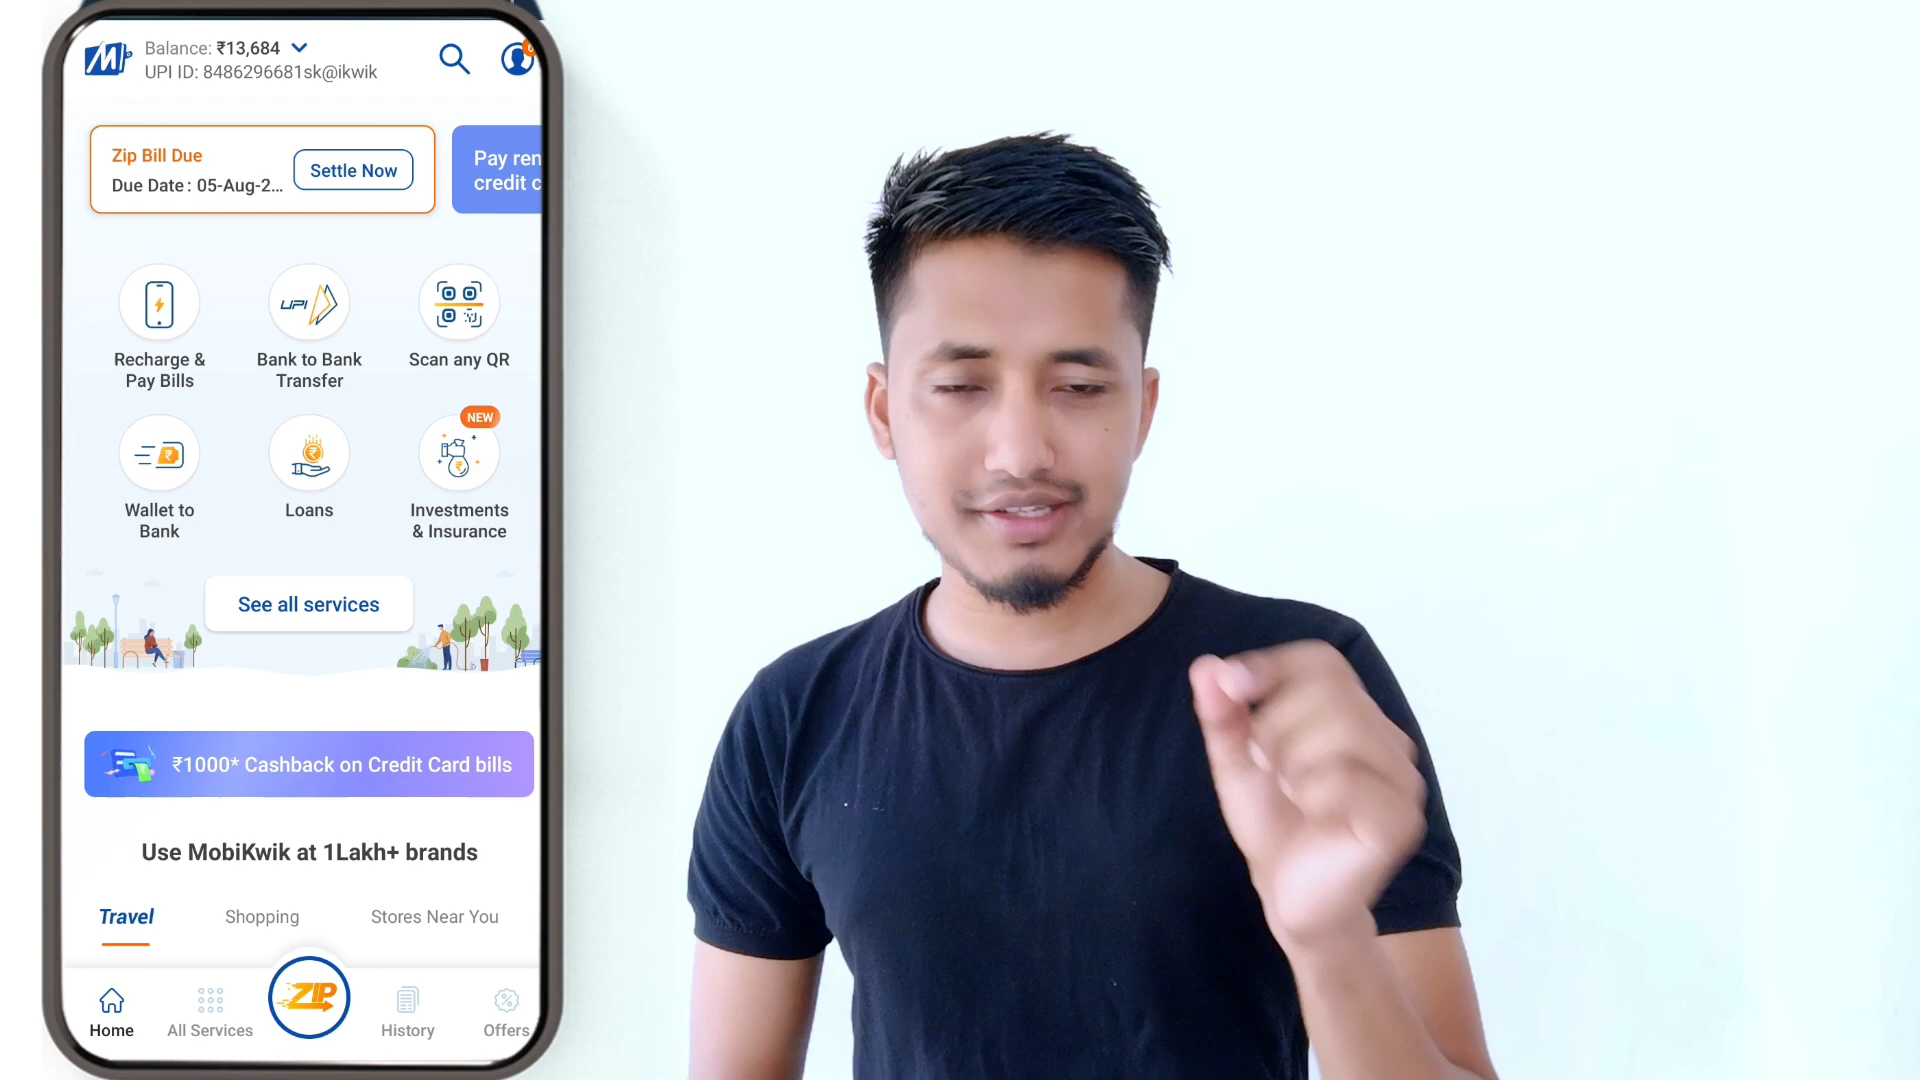 Balance: ₹13,684
UPI ID: 8486296681sk@ikwik
Zip Bill Due
Due Date : 05-Aug-2...
Settle Now
Pay ren
credit c
UPI
Recharge &
Pay Bills
Bank to Bank
Transfer
Scan any QR
NEW
Wallet to
Bank
Loans
Investments
& Insurance
See all services
₹1000* Cashback on Credit Card bills
Use MobiKwik at 1Lakh+ brands
Travel
Shopping
Stores Near You
ZIP
Home
All Services
History
Offers